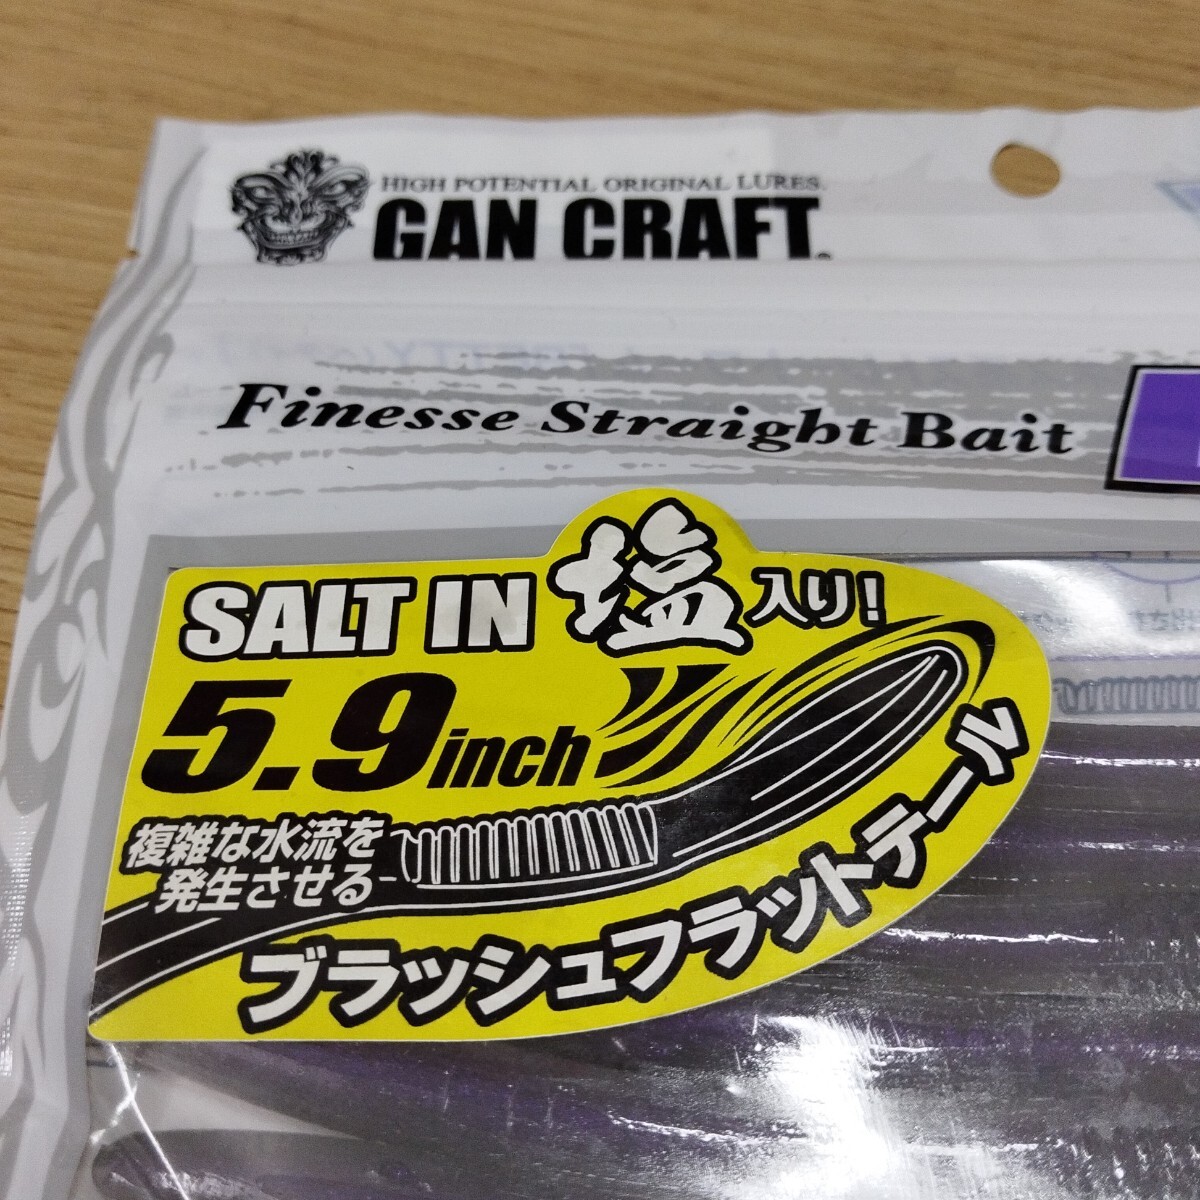 HIGH POTENTIAL ORIGINAL LURES.
GAN CRAFT.
Finesse Straight Bait
SALT IN 塩入り!
5.9inch
複雑な水流を
発生させる
ブラッシュフラットテール